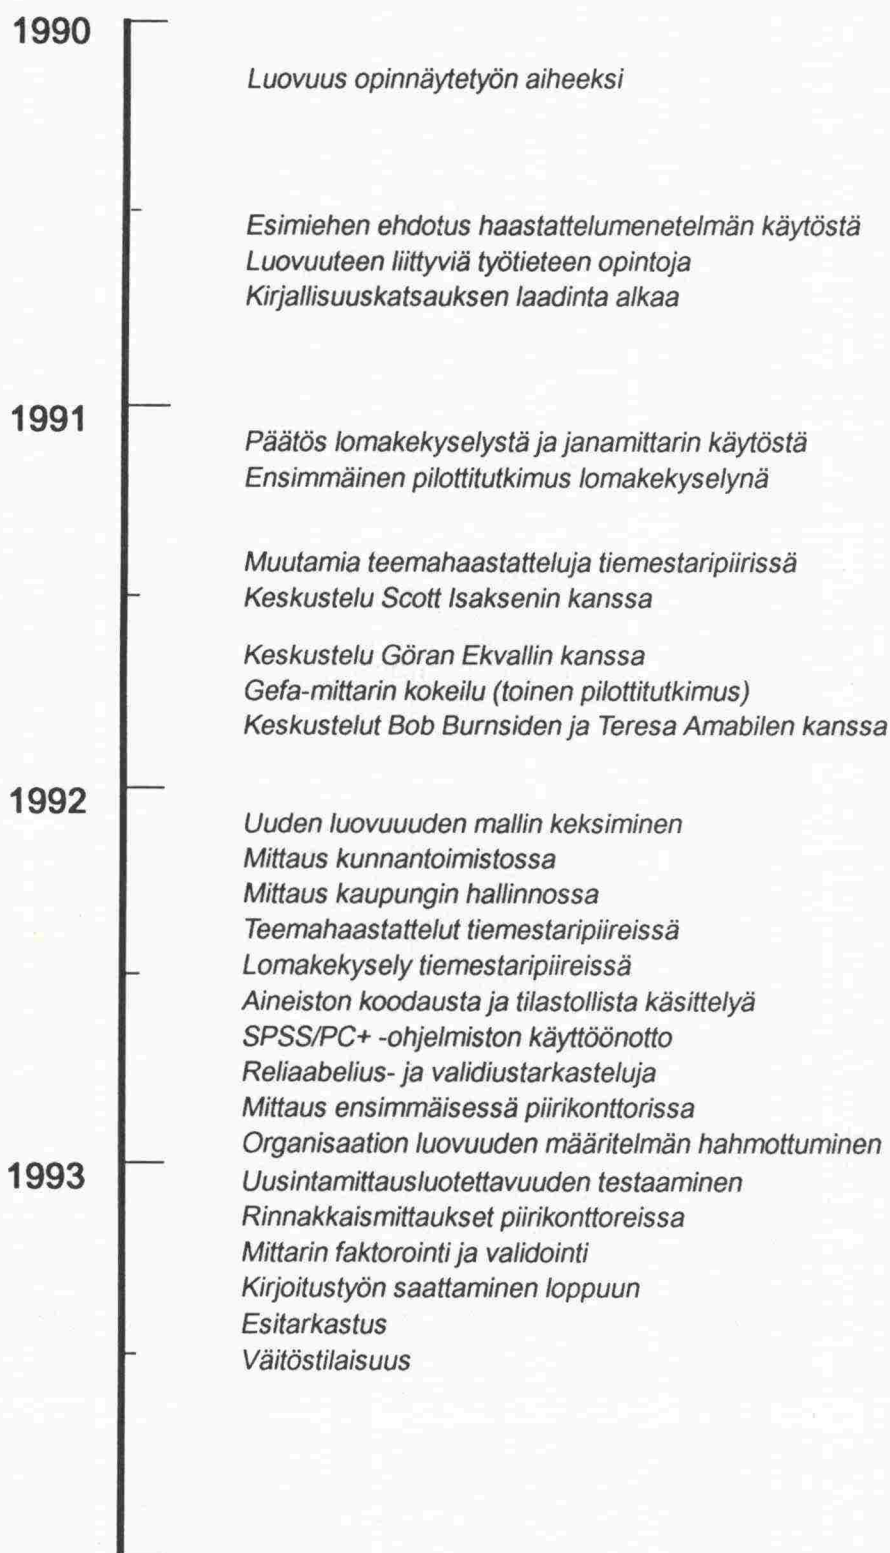 1990
Luovuus opinnäytetyön aiheeksi
Esimiehen ehdotus haastattelumenetelmän käytöstä
Luovuuteen liittyviä työtieteen opintoja
Kirjallisuuskatsauksen laadinta alkaa
1991
Päätös lomakekyselystä ja janamittarin käytöstä
Ensimmäinen pilottitutkimus lomakekyselynä
Muutamia teemahaastatteluja tiemestaripiirissä
Keskustelu Scott Isaksenin kanssa
Keskustelu Göran Ekvallin kanssa
Gefa-mittarin kokeilu (toinen pilottitutkimus)
Keskustelut Bob Burnsiden ja Teresa Amabilen kanssa
1992
Uuden luovuuuden mallin keksiminen
Mittaus kunnantoimistossa
Mittaus kaupungin hallinnossa
Teemahaastattelut tiemestaripiireissä
Lomakekysely tiemestaripiireissä
Aineiston koodausta ja tilastollista käsittelyä
SPSS/PC+ -ohjelmiston käyttöönotto
Reliaabelius- ja validiustarkasteluja
Mittaus ensimmäisessä piirikonttorissa
Organisaation luovuuden määritelmän hahmottuminen
1993
Uusintamittausluotettavuuden testaaminen
Rinnakkaismittaukset piirikonttoreissa
Mittarin faktorointi ja validointi
Kirjoitustyön saattaminen loppuun
Esitarkastus
Väitöstilaisuus